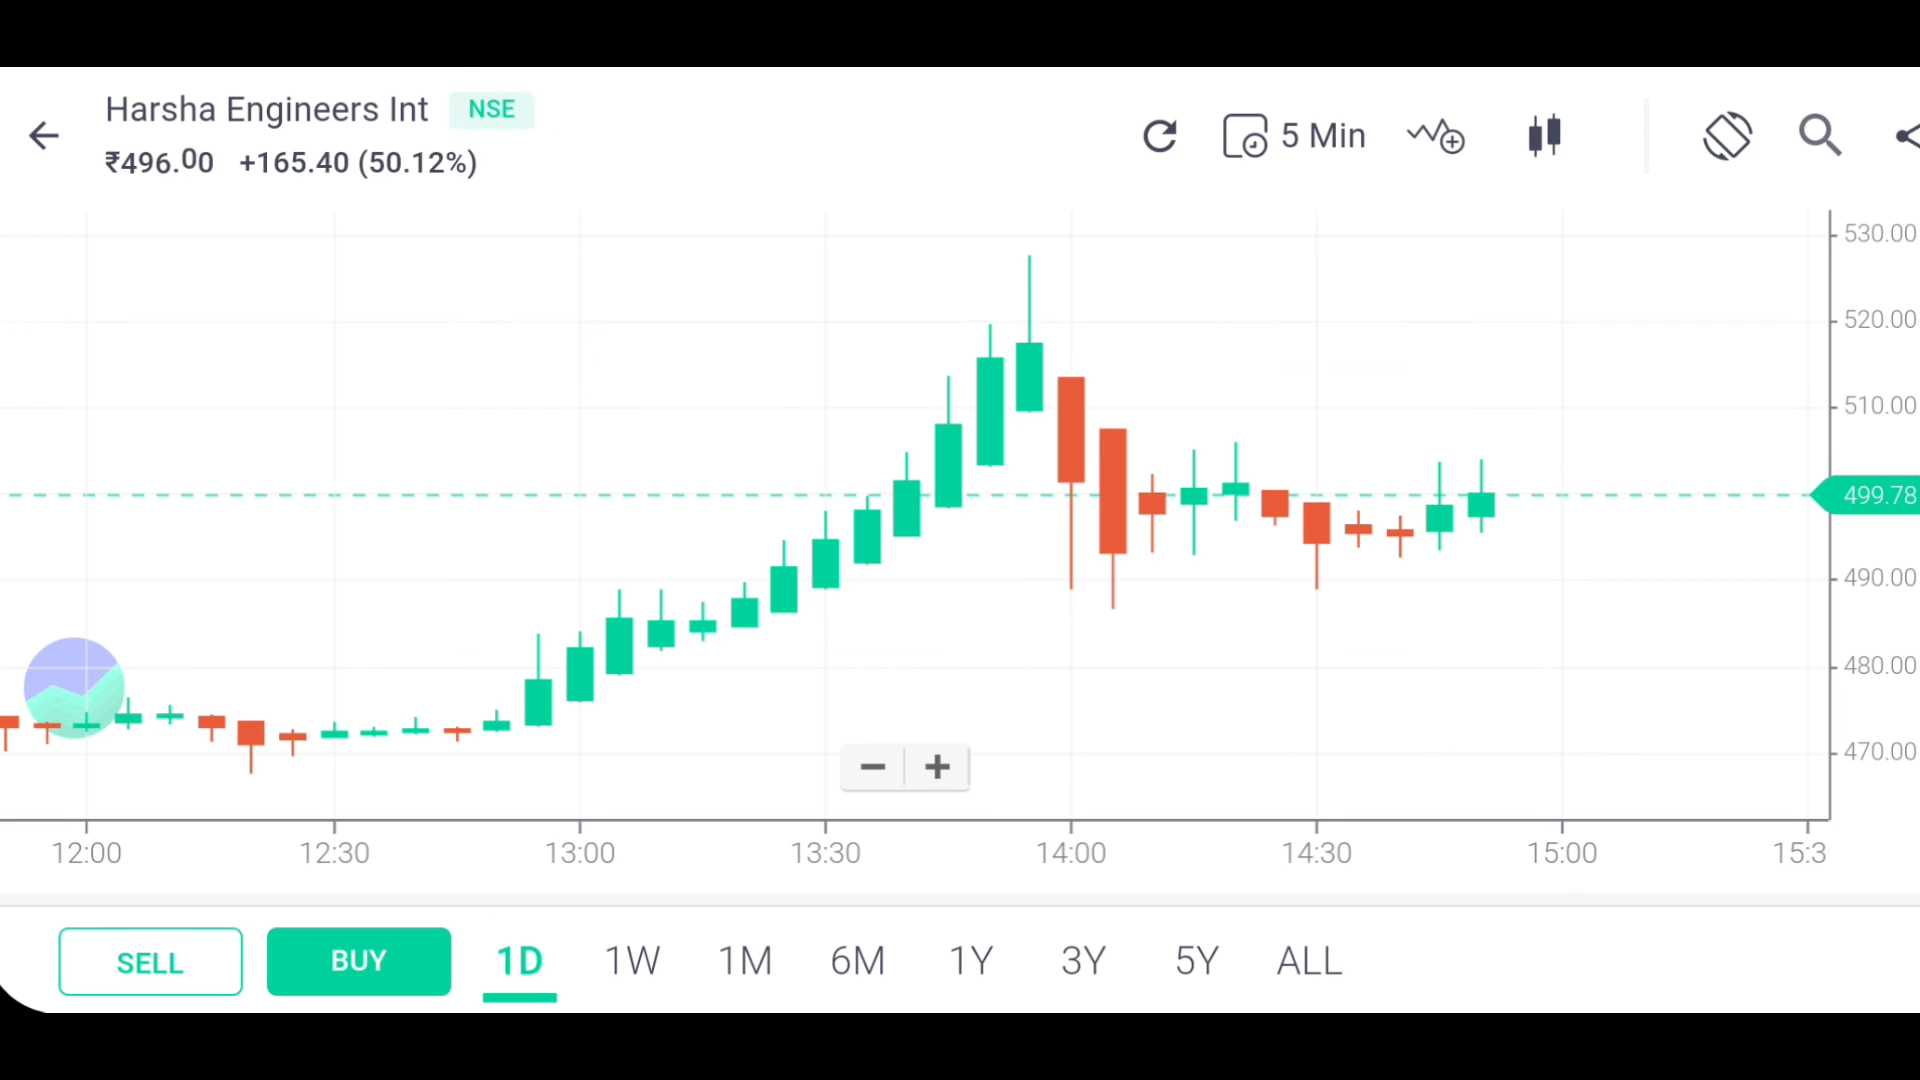 Harsha Engineers Int NSE
₹496.00 +165.40 (50.12%)
5 Min
530.00
520.00
510.00
499.78
490.00
480.00
470.00
12:00 12:30 13:00 13:30 14:00 14:30 15:00 15:3
SELL BUY 1D 1W 1M 6M 1Y 3Y 5Y ALL